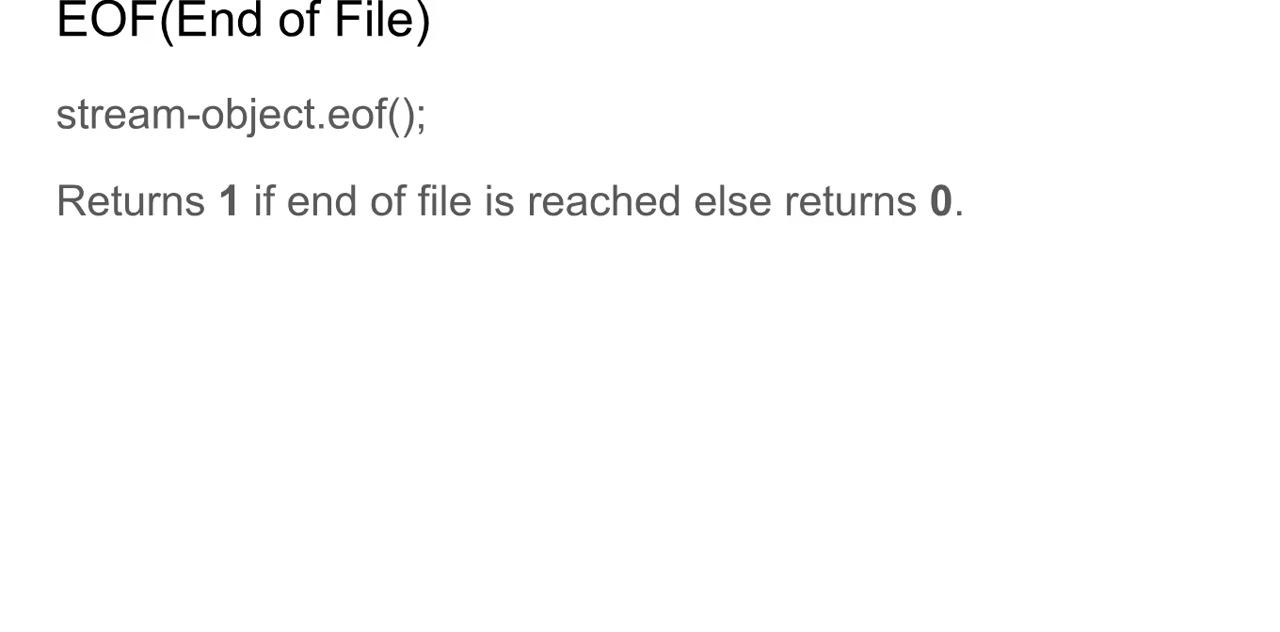 EOF(End of File)
stream-object.eof();
Returns 1 if end of file is reached else returns 0.